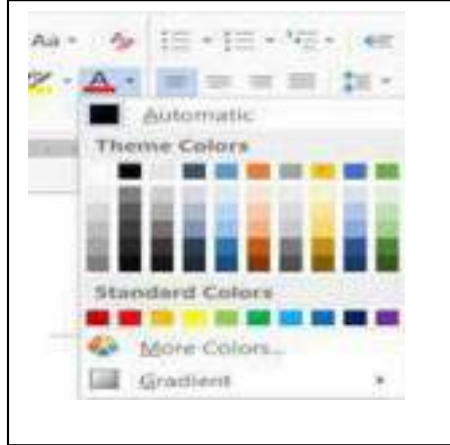 Aa
A
Automatic
Theme Colors
Standard Colors
More Colors...
Gradient